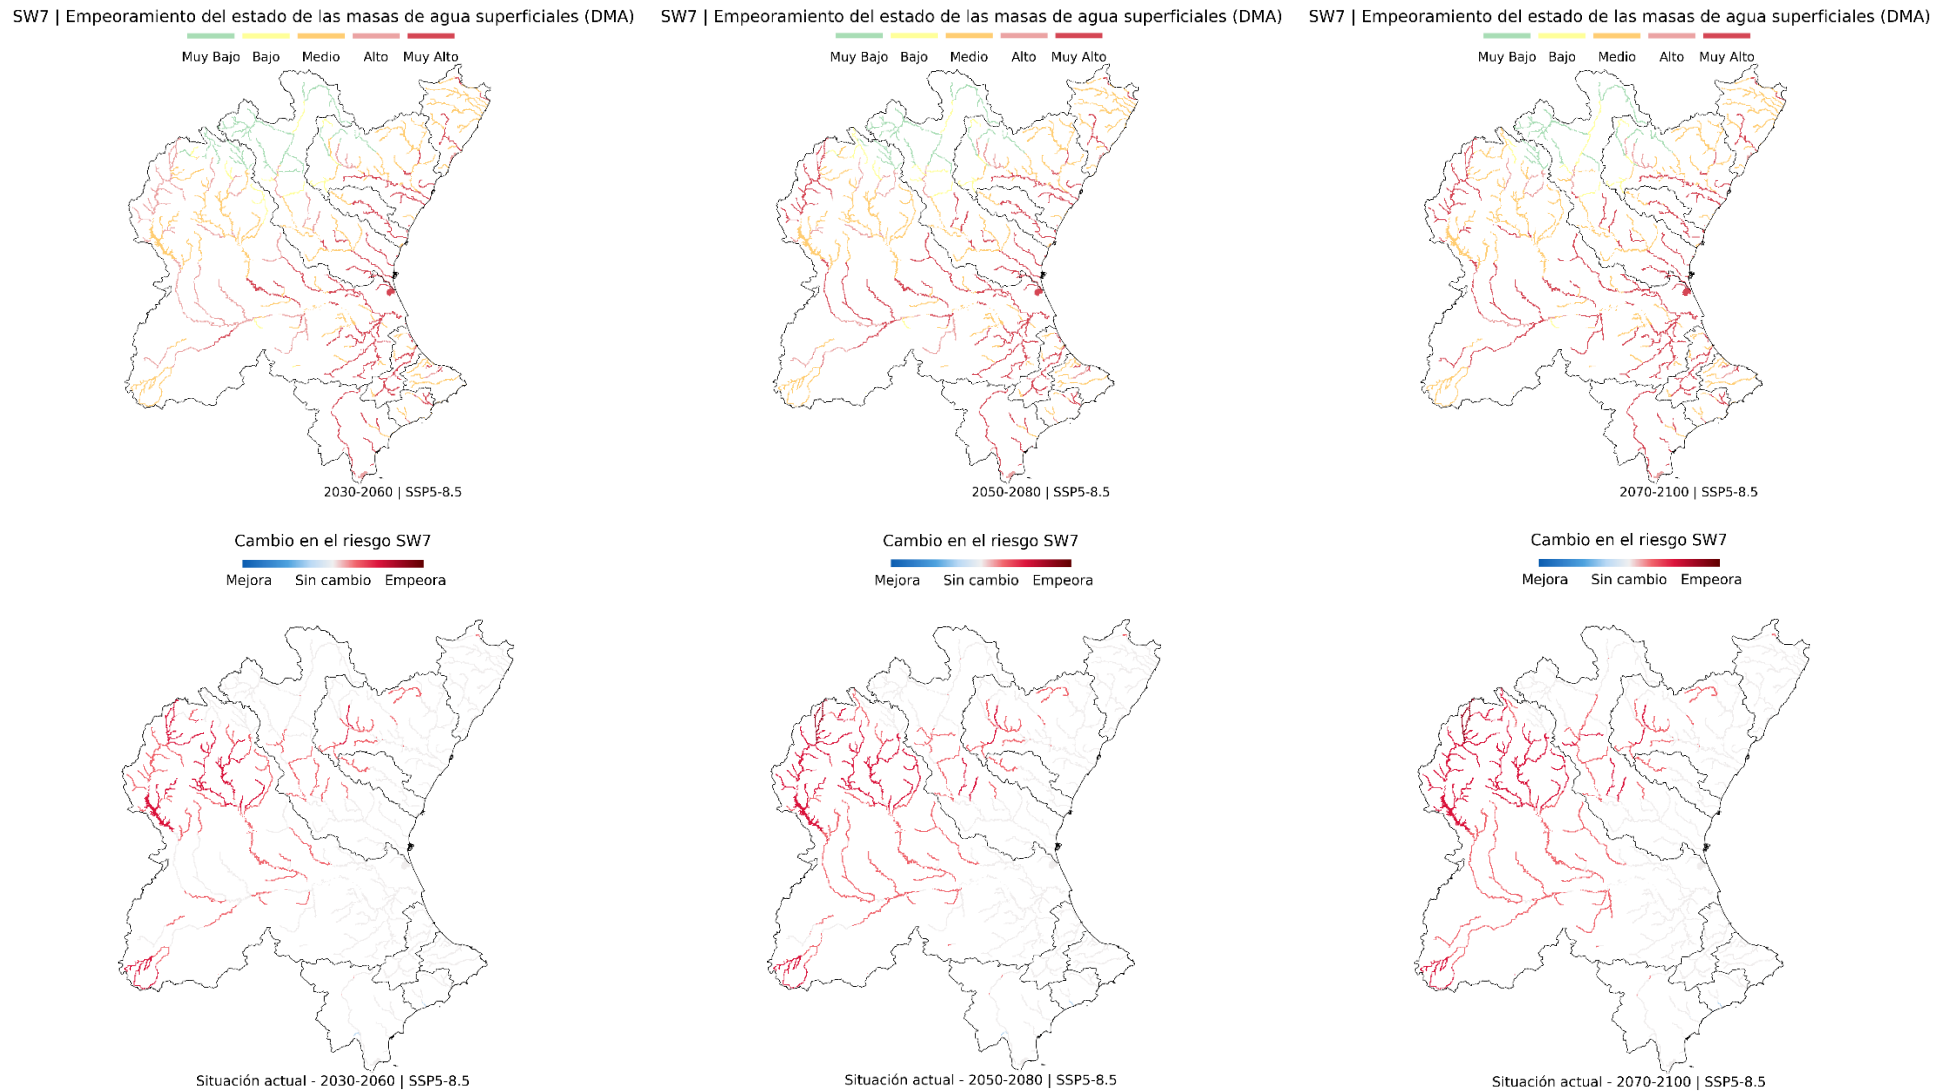 SW7 | Empeoramiento del estado de las masas de agua superficiales (DMA)
Muy Bajo Bajo Medio Alto Muy Alto
2030-2060 | SSP5-8.5
SW7 | Empeoramiento del estado de las masas de agua superficiales (DMA)
Muy Bajo Bajo Medio Alto Muy Alto
2050-2080 | SSP5-8.5
SW7 | Empeoramiento del estado de las masas de agua superficiales (DMA)
Muy Bajo Bajo Medio Alto Muy Alto
2070-2100 | SSP5-8.5
Cambio en el riesgo SW7
Mejora Sin cambio Empeora
Situación actual - 2030-2060 | SSP5-8.5
Cambio en el riesgo SW7
Mejora Sin cambio Empeora
Situación actual - 2050-2080 | SSP5-8.5
Cambio en el riesgo SW7
Mejora Sin cambio Empeora
Situación actual - 2070-2100 | SSP5-8.5